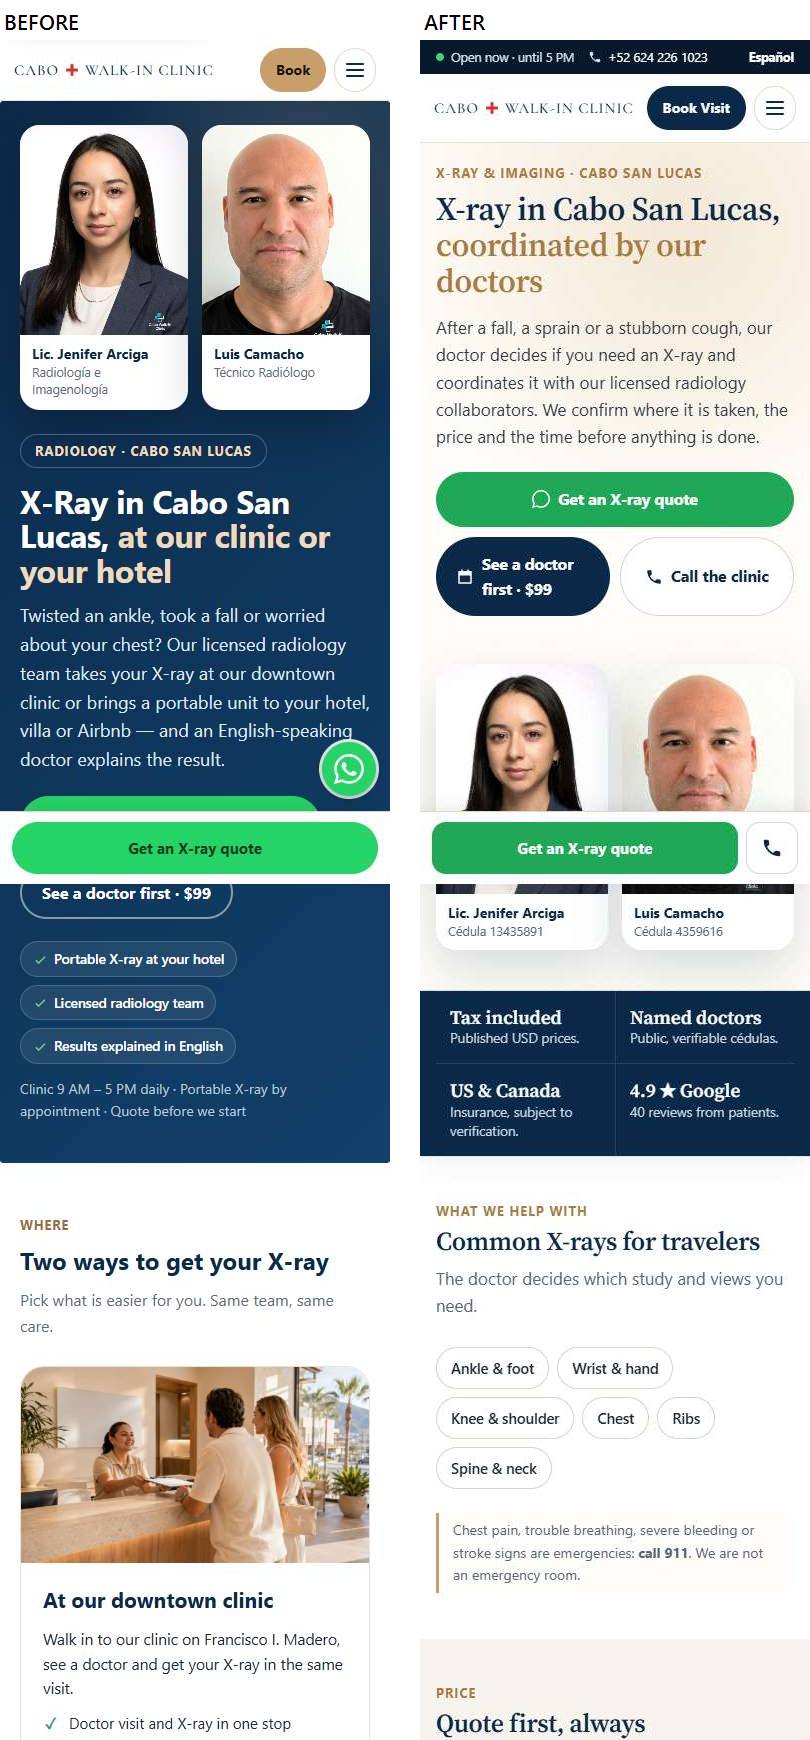 BEFORE
CABO + WALK-IN CLINIC
Book
Lic. Jenifer Arciga
Radiología e
Imagenología
Luis Camacho
Técnico Radiólogo
RADIOLOGY · CABO SAN LUCAS
X-Ray in Cabo San
Lucas, at our clinic or
your hotel
Twisted an ankle, took a fall or worried
about your chest? Our licensed radiology
team takes your X-ray at our downtown
clinic or brings a portable unit to your hotel,
villa or Airbnb — and an English-speaking
doctor explains the result.
Get an X-ray quote
See a doctor first · $99
Portable X-ray at your hotel
Licensed radiology team
Results explained in English
Clinic 9 AM – 5 PM daily · Portable X-ray by
appointment · Quote before we start
WHERE
Two ways to get your X-ray
Pick what is easier for you. Same team, same
care.
At our downtown clinic
Walk in to our clinic on Francisco I. Madero,
see a doctor and get your X-ray in the same
visit.
Doctor visit and X-ray in one stop
AFTER
Open now · until 5 PM
+52 624 226 1023
Español
CABO + WALK-IN CLINIC
Book Visit
X-RAY & IMAGING · CABO SAN LUCAS
X-ray in Cabo San Lucas,
coordinated by our
doctors
After a fall, a sprain or a stubborn cough, our
doctor decides if you need an X-ray and
coordinates it with our licensed radiology
collaborators. We confirm where it is taken, the
price and the time before anything is done.
Get an X-ray quote
See a doctor
first · $99
Call the clinic
Get an X-ray quote
Lic. Jenifer Arciga
Cédula 13435891
Luis Camacho
Cédula 4359616
Tax included
Published USD prices.
Named doctors
Public, verifiable cédulas.
US & Canada
Insurance, subject to
verification.
4.9 ★ Google
40 reviews from patients.
WHAT WE HELP WITH
Common X-rays for travelers
The doctor decides which study and views you
need.
Ankle & foot
Wrist & hand
Knee & shoulder
Chest
Ribs
Spine & neck
Chest pain, trouble breathing, severe bleeding or
stroke signs are emergencies: call 911. We are not
an emergency room.
PRICE
Quote first, always